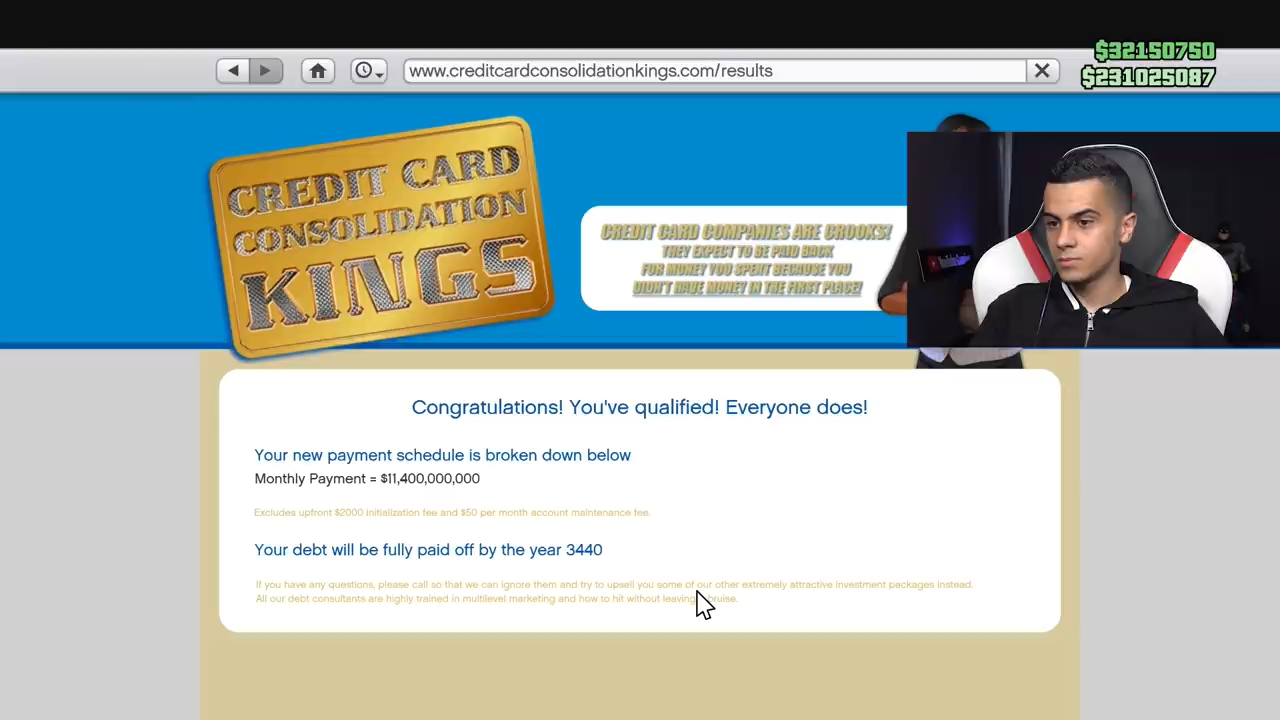 $32150750
www.creditcardconsolidationkings.com/results
$231025087
CREDIT CARD
CONSOLIDATION
KINGS
CREDIT CARD COMPANIES ARE CROOKS!
THEY EXPECT TO BE PAID BACK
FOR MONEY YOU SPENT BECAUSE YOU
DIDN'T HAVE MONEY IN THE FIRST PLACE!
Congratulations! You've qualified! Everyone does!
Your new payment schedule is broken down below
Monthly Payment = $11,400,000,000
Excludes upfront $2000 initialization fee and $50 per month account maintenance fee.
Your debt will be fully paid off by the year 3440
If you have any questions, please call so that we can ignore them and try to upsell you some of our other extremely attractive investment packages instead.
All our debt consultants are highly trained in multilevel marketing and how to hit without leaving bruise.